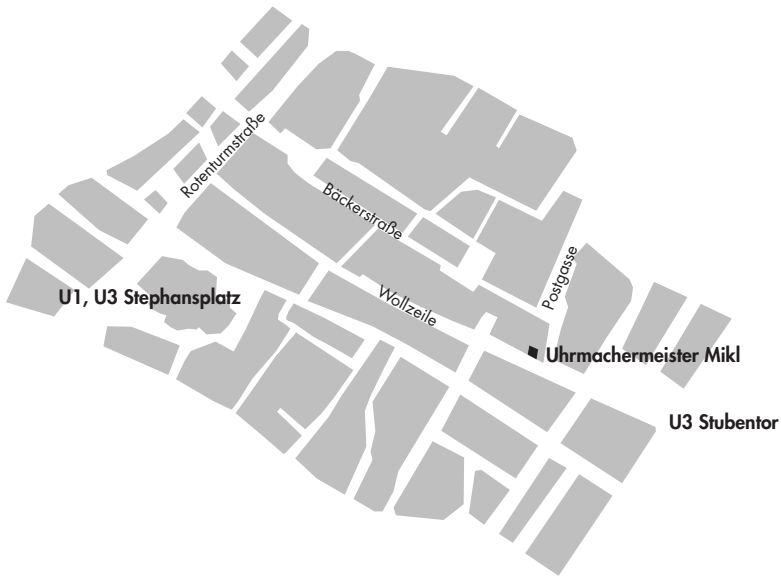 Rotenturmstraße
Bäckerstraße
Postgasse
U1, U3 Stephansplatz
Wollzeile
Uhrmachermeister Mikl
U3 Stubentor